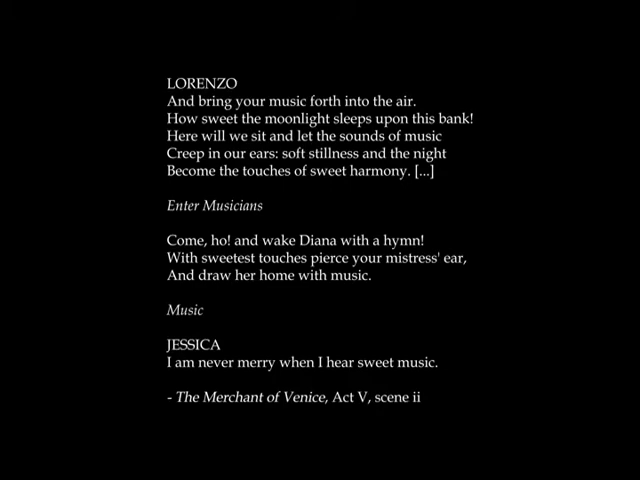 LORENZO
And bring your music forth into the air.
How sweet the moonlight sleeps upon this bank!
Here will we sit and let the sounds of music
Creep in our ears: soft stillness and the night
Become the touches of sweet harmony. [...]
Enter Musicians
Come, ho! and wake Diana with a hymn!
With sweetest touches pierce your mistress' ear,
And draw her home with music.
Music
JESSICA
I am never merry when I hear sweet music.
- The Merchant of Venice, Act V, scene ii